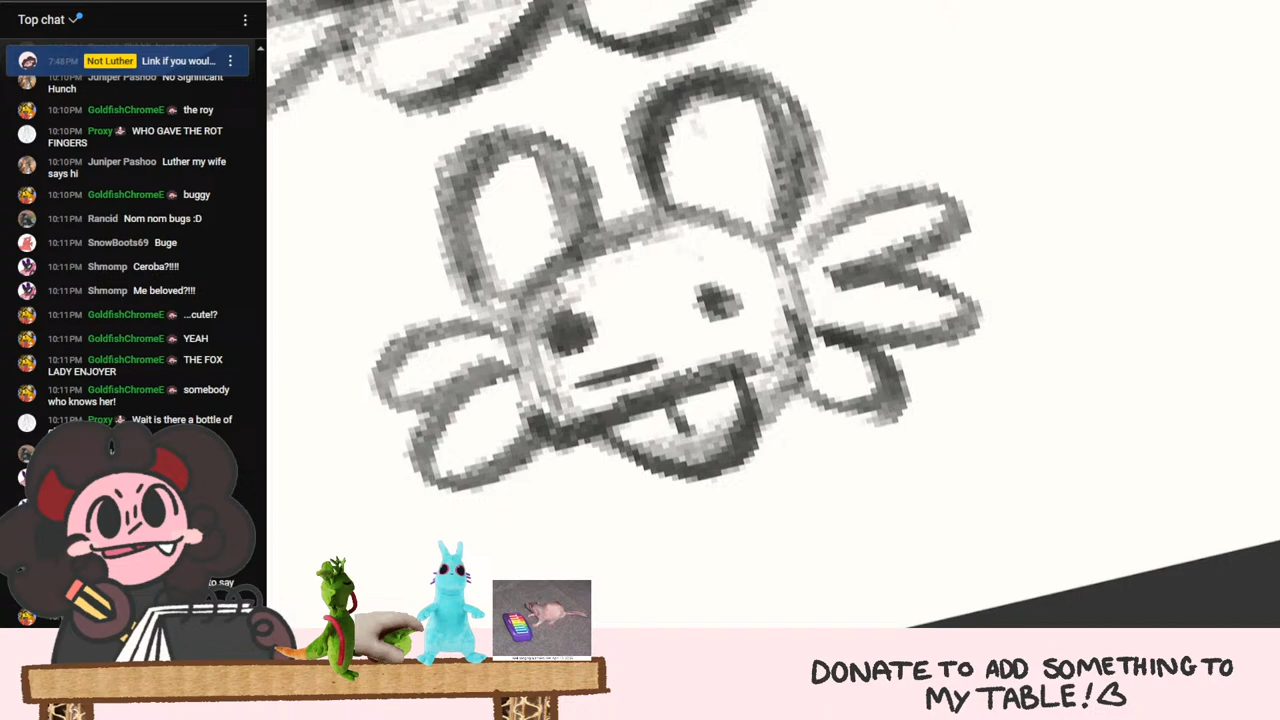 Top chat
7:48PM Not Luther Link if you woul...
Juniper Pashoo No Significant
Hunch
10:10PM GoldfishChromeE the roy
10:10PM Proxy WHO GAVE THE ROT
FINGERS
10:10PM Juniper Pashoo Luther my wife
says hi
10:10PM GoldfishChromeE buggy
10:11PM Rancid Nom nom bugs :D
10:11PM SnowBoots69 Buge
10:11PM Shmomp Ceroba?!!!!
10:11PM Shmomp Me beloved?!!!
10:11PM GoldfishChromeE ...cute!?
10:11PM GoldfishChromeE YEAH
10:11PM GoldfishChromeE THE FOX
LADY ENJOYER
10:11PM GoldfishChromeE somebody
who knows her!
10:11PM Proxy Wait is there a bottle of
to say
DONATE TO ADD SOMETHING TO
MY TABLE!